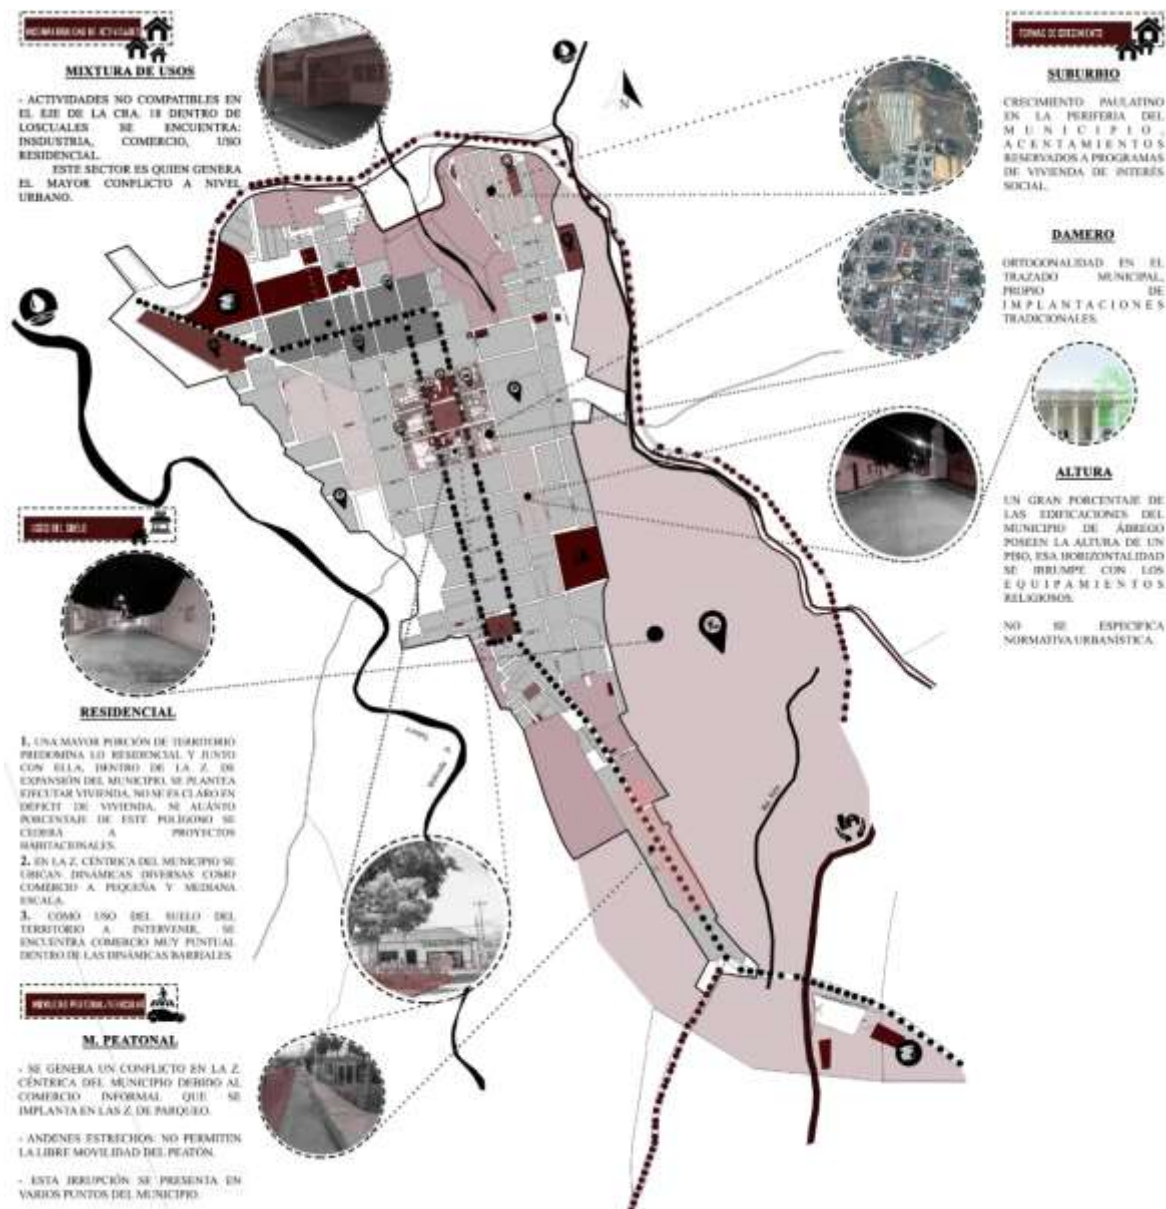 INCOMPATIBILIDAD DE ACTIVIDADES
MIXTURA DE USOS
- ACTIVIDADES NO COMPATIBLES EN
EL EJE DE LA CRA. 18 DENTRO DE
LOSCUALES SE ENCUENTRA:
INSDUSTRIA, COMERCIO, USO
RESIDENCIAL.
ESTE SECTOR ES QUIEN GENERA
EL MAYOR CONFLICTO A NIVEL
URBANO.
USOS DEL SUELO
RESIDENCIAL
1. UNA MAYOR PORCIÓN DE TERRITORIO
PREDOMINA LO RESIDENCIAL Y JUNTO
CON ELLA, DENTRO DE LA Z. DE
EXPANSIÓN DEL MUNICIPIO, SE PLANTEA
EJECUTAR VIVIENDA, NO SE ES CLARO EN
DÉFICIT DE VIVIENDA, NI AUÁNTO
PORCENTAJE DE ESTE POLÍGONO SE
CEDERÁ A PROYECTOS
HABITACIONALES.
2. EN LA Z. CÉNTRICA DEL MUNICIPIO SE
UBICAN DINÁMICAS DIVERSAS COMO
COMERCIO A PEQUEÑA Y MEDIANA
ESCALA.
3. COMO USO DEL SUELO DEL
TERRITORIO A INTERVENIR, SE
ENCUENTRA COMERCIO MUY PUNTUAL
DENTRO DE LAS DINÁMICAS BARRIALES
M. PEATONAL
- SE GENERA UN CONFLICTO EN LA Z.
CÉNTRICA DEL MUNICIPIO DEBIDO AL
COMERCIO INFORMAL QUE SE
IMPLANTA EN LAS Z. DE PARQUEO.
- ANDENES ESTRECHOS: NO PERMITEN
LA LIBRE MOVILIDAD DEL PEATÓN.
- ESTA IRRUPCIÓN SE PRESENTA EN
VARIOS PUNTOS DEL MUNICIPIO.
N
FORMAS DE CRECIMIENTO
SUBURBIO
CRECIMIENTO PAULATINO
EN LA PERIFERIA DEL
MUNICIPIO,
ACENTAMIENTOS
RESERVADOS A PROGRAMAS
DE VIVIENDA DE INTERÉS
SOCIAL.
DAMERO
ORTOGONALIDAD EN EL
TRAZADO MUNICIPAL,
PROPIO DE
IMPLANTACIONES
TRADICIONALES.
ALTURA
UN GRAN PORCENTAJE DE
LAS EDIFICACIONES DEL
MUNICIPIO DE ÁBREGO
POSEEN LA ALTURA DE UN
PISO, ESA HORIZONTALIDAD
SE IRRUMPE CON LOS
EQUIPAMIENTOS
RELIGIOSOS.
NO SE ESPECIFICA
NORMATIVA URBANÍSTICA.